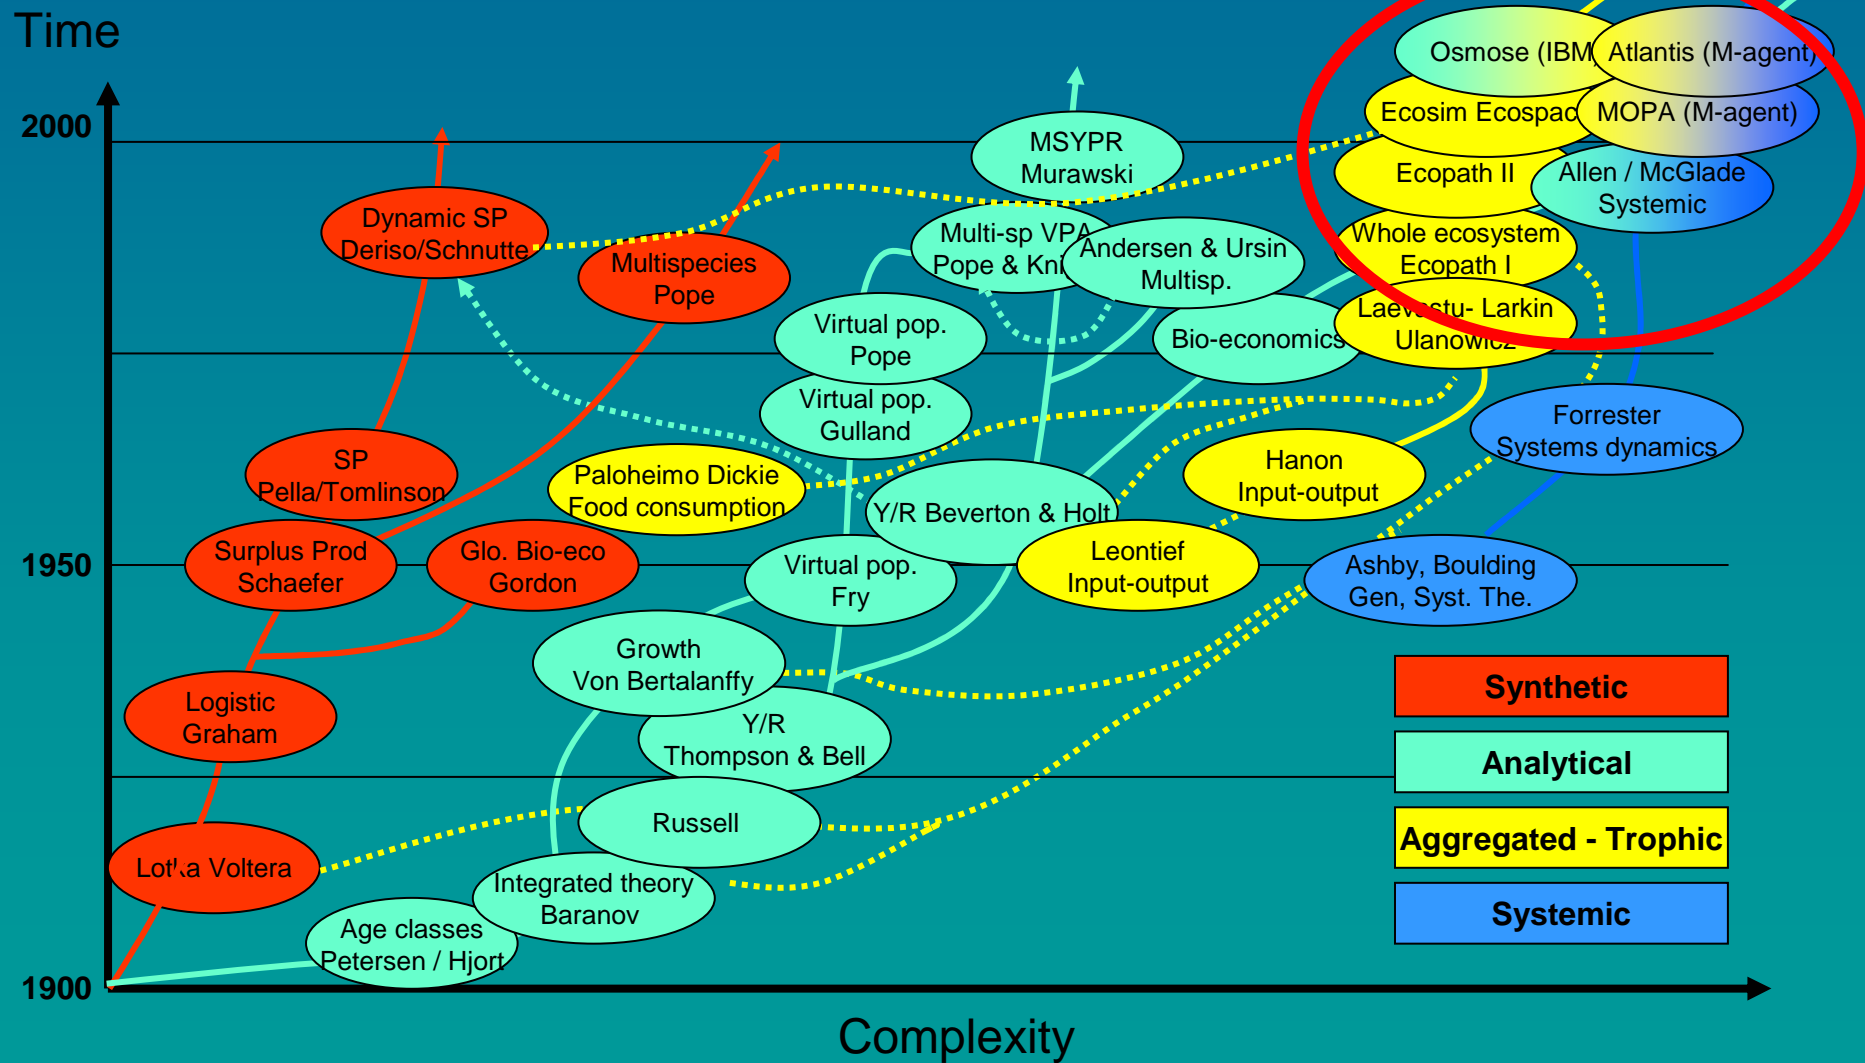 Time
2000
1950
1900
Complexity
Osmose (IBM)
Atlantis (M-agent)
Ecosim Ecospac
MOPA (M-agent)
MSYPR
Murawski
Ecopath II
Allen / McGlade
Systemic
Dynamic SP
Deriso/Schnutte
Multispecies
Pope
Multi-sp VPA
Pope & Kni
Andersen & Ursin
Multisp.
Whole ecosystem
Ecopath I
Virtual pop.
Pope
Bio-economics
Laevastu- Larkin
Ulanowicz
Virtual pop.
Gulland
Forrester
Systems dynamics
SP
Pella/Tomlinson
Paloheimo Dickie
Food consumption
Hanon
Input-output
Y/R Beverton & Holt
Surplus Prod
Schaefer
Glo. Bio-eco
Gordon
Virtual pop.
Fry
Leontief
Input-output
Ashby, Boulding
Gen, Syst. The.
Growth
Von Bertalanffy
Logistic
Graham
Y/R
Thompson & Bell
Russell
Lotka Voltera
Integrated theory
Baranov
Age classes
Petersen / Hjort
Synthetic
Analytical
Aggregated - Trophic
Systemic